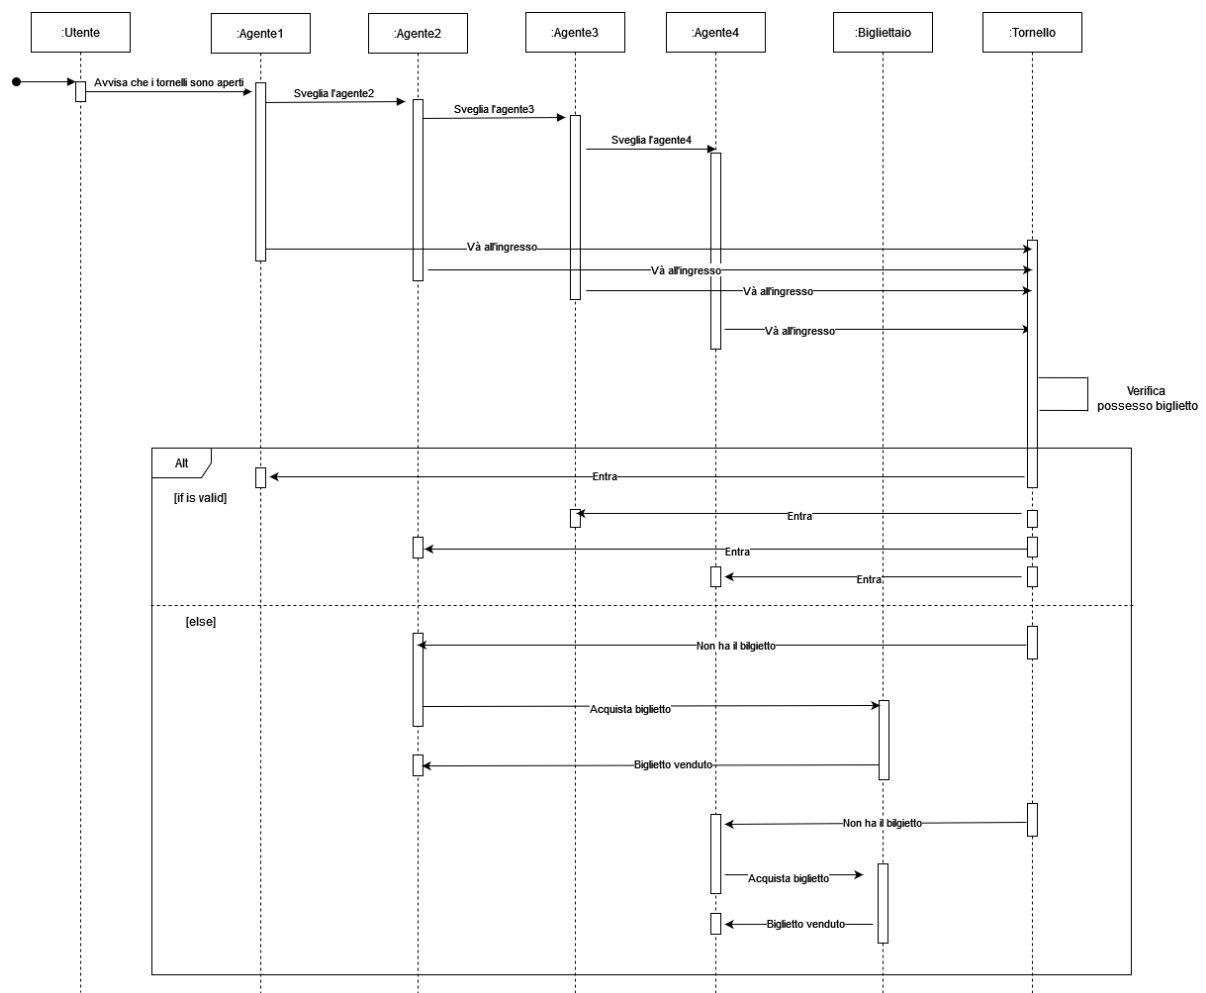 :Utente
:Agente1
:Agente2
:Agente3
:Agente4
:Bigliettaio
:Tornello
Avvisa che i tornelli sono aperti
Sveglia l'agente2
Sveglia l'agente3
Sveglia l'agente4
Và all'ingresso
Và all'ingresso
Và all'ingresso
Và all'ingresso
Verifica
possesso biglietto
Alt
Entra
[if is valid]
Entra
Entra
Entra
[else]
Non ha il bilgietto
Acquista biglietto
Biglietto venduto
Non ha il bilgietto
Acquista biglietto
Biglietto venduto